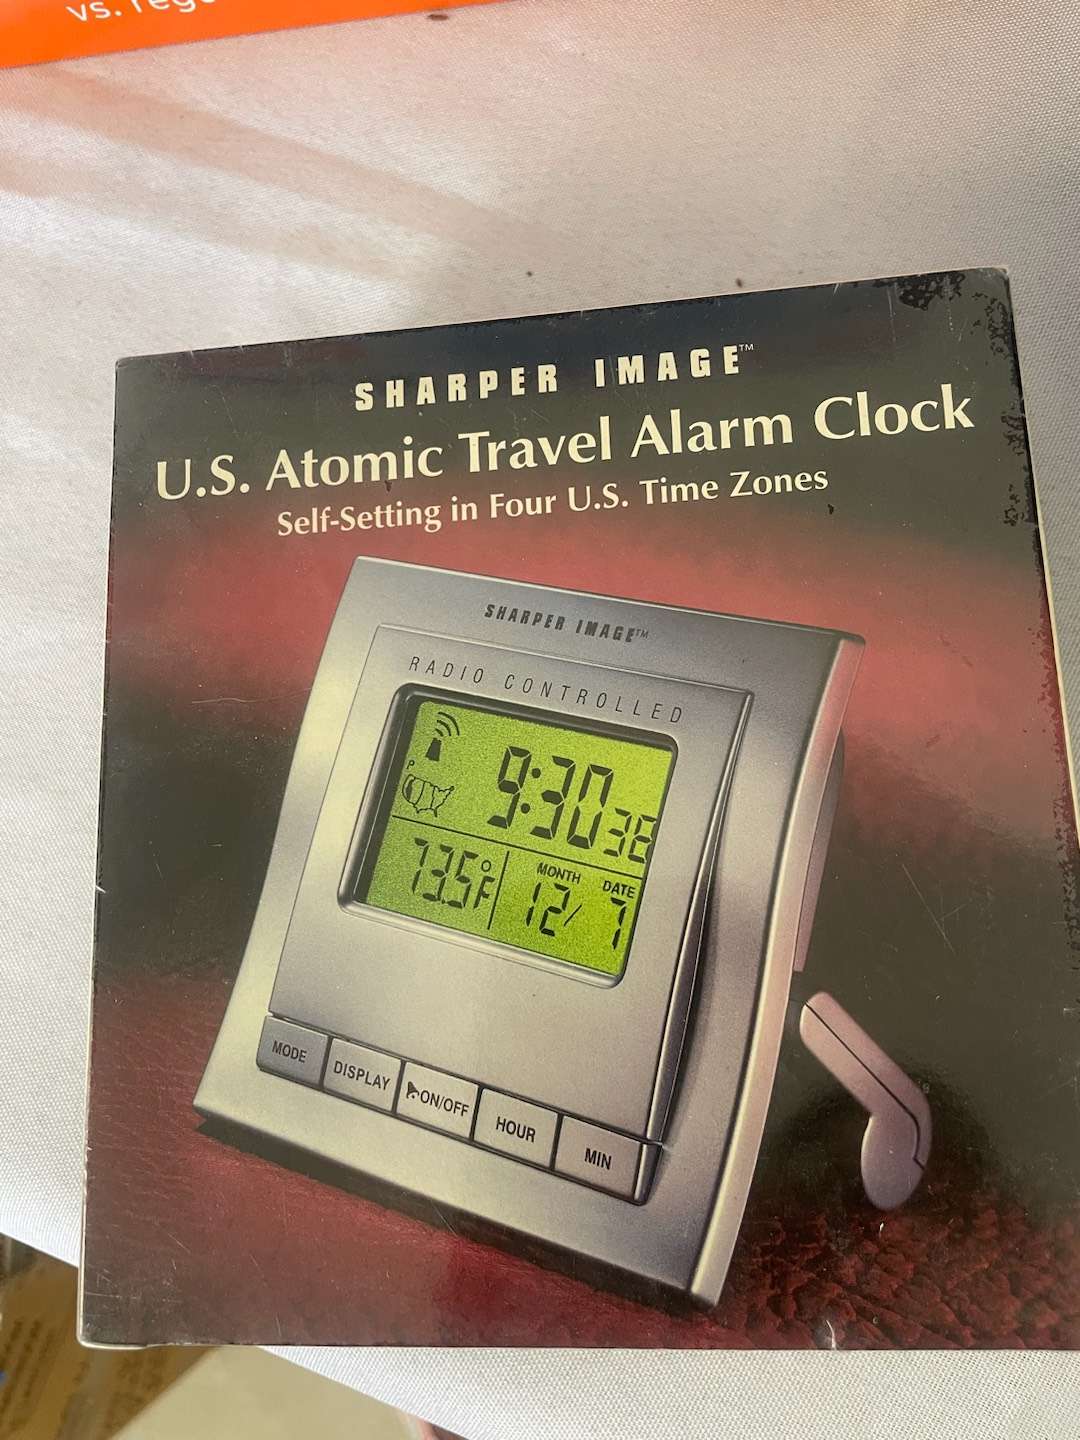 vs.
SHARPER IMAGE™
U.S. Atomic Travel Alarm Clock
Self-Setting in Four U.S. Time Zones
SHARPER IMAGE™
RADIO CONTROLLED
P
9:30 38
73.5°F
MONTH DATE
12/ 7
MODE
DISPLAY
ON/OFF
HOUR
MIN